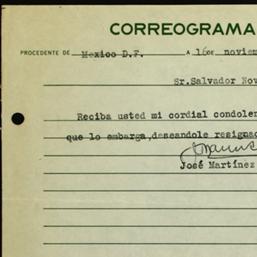 CORREOGRAMA
PROCEDENTE DE Mexico D.F. A 16 DE noviem
Sr.Salvador Nov
Reciba usted mi cordial condolen
que lo embarga,deseandole resignac
José Martínez